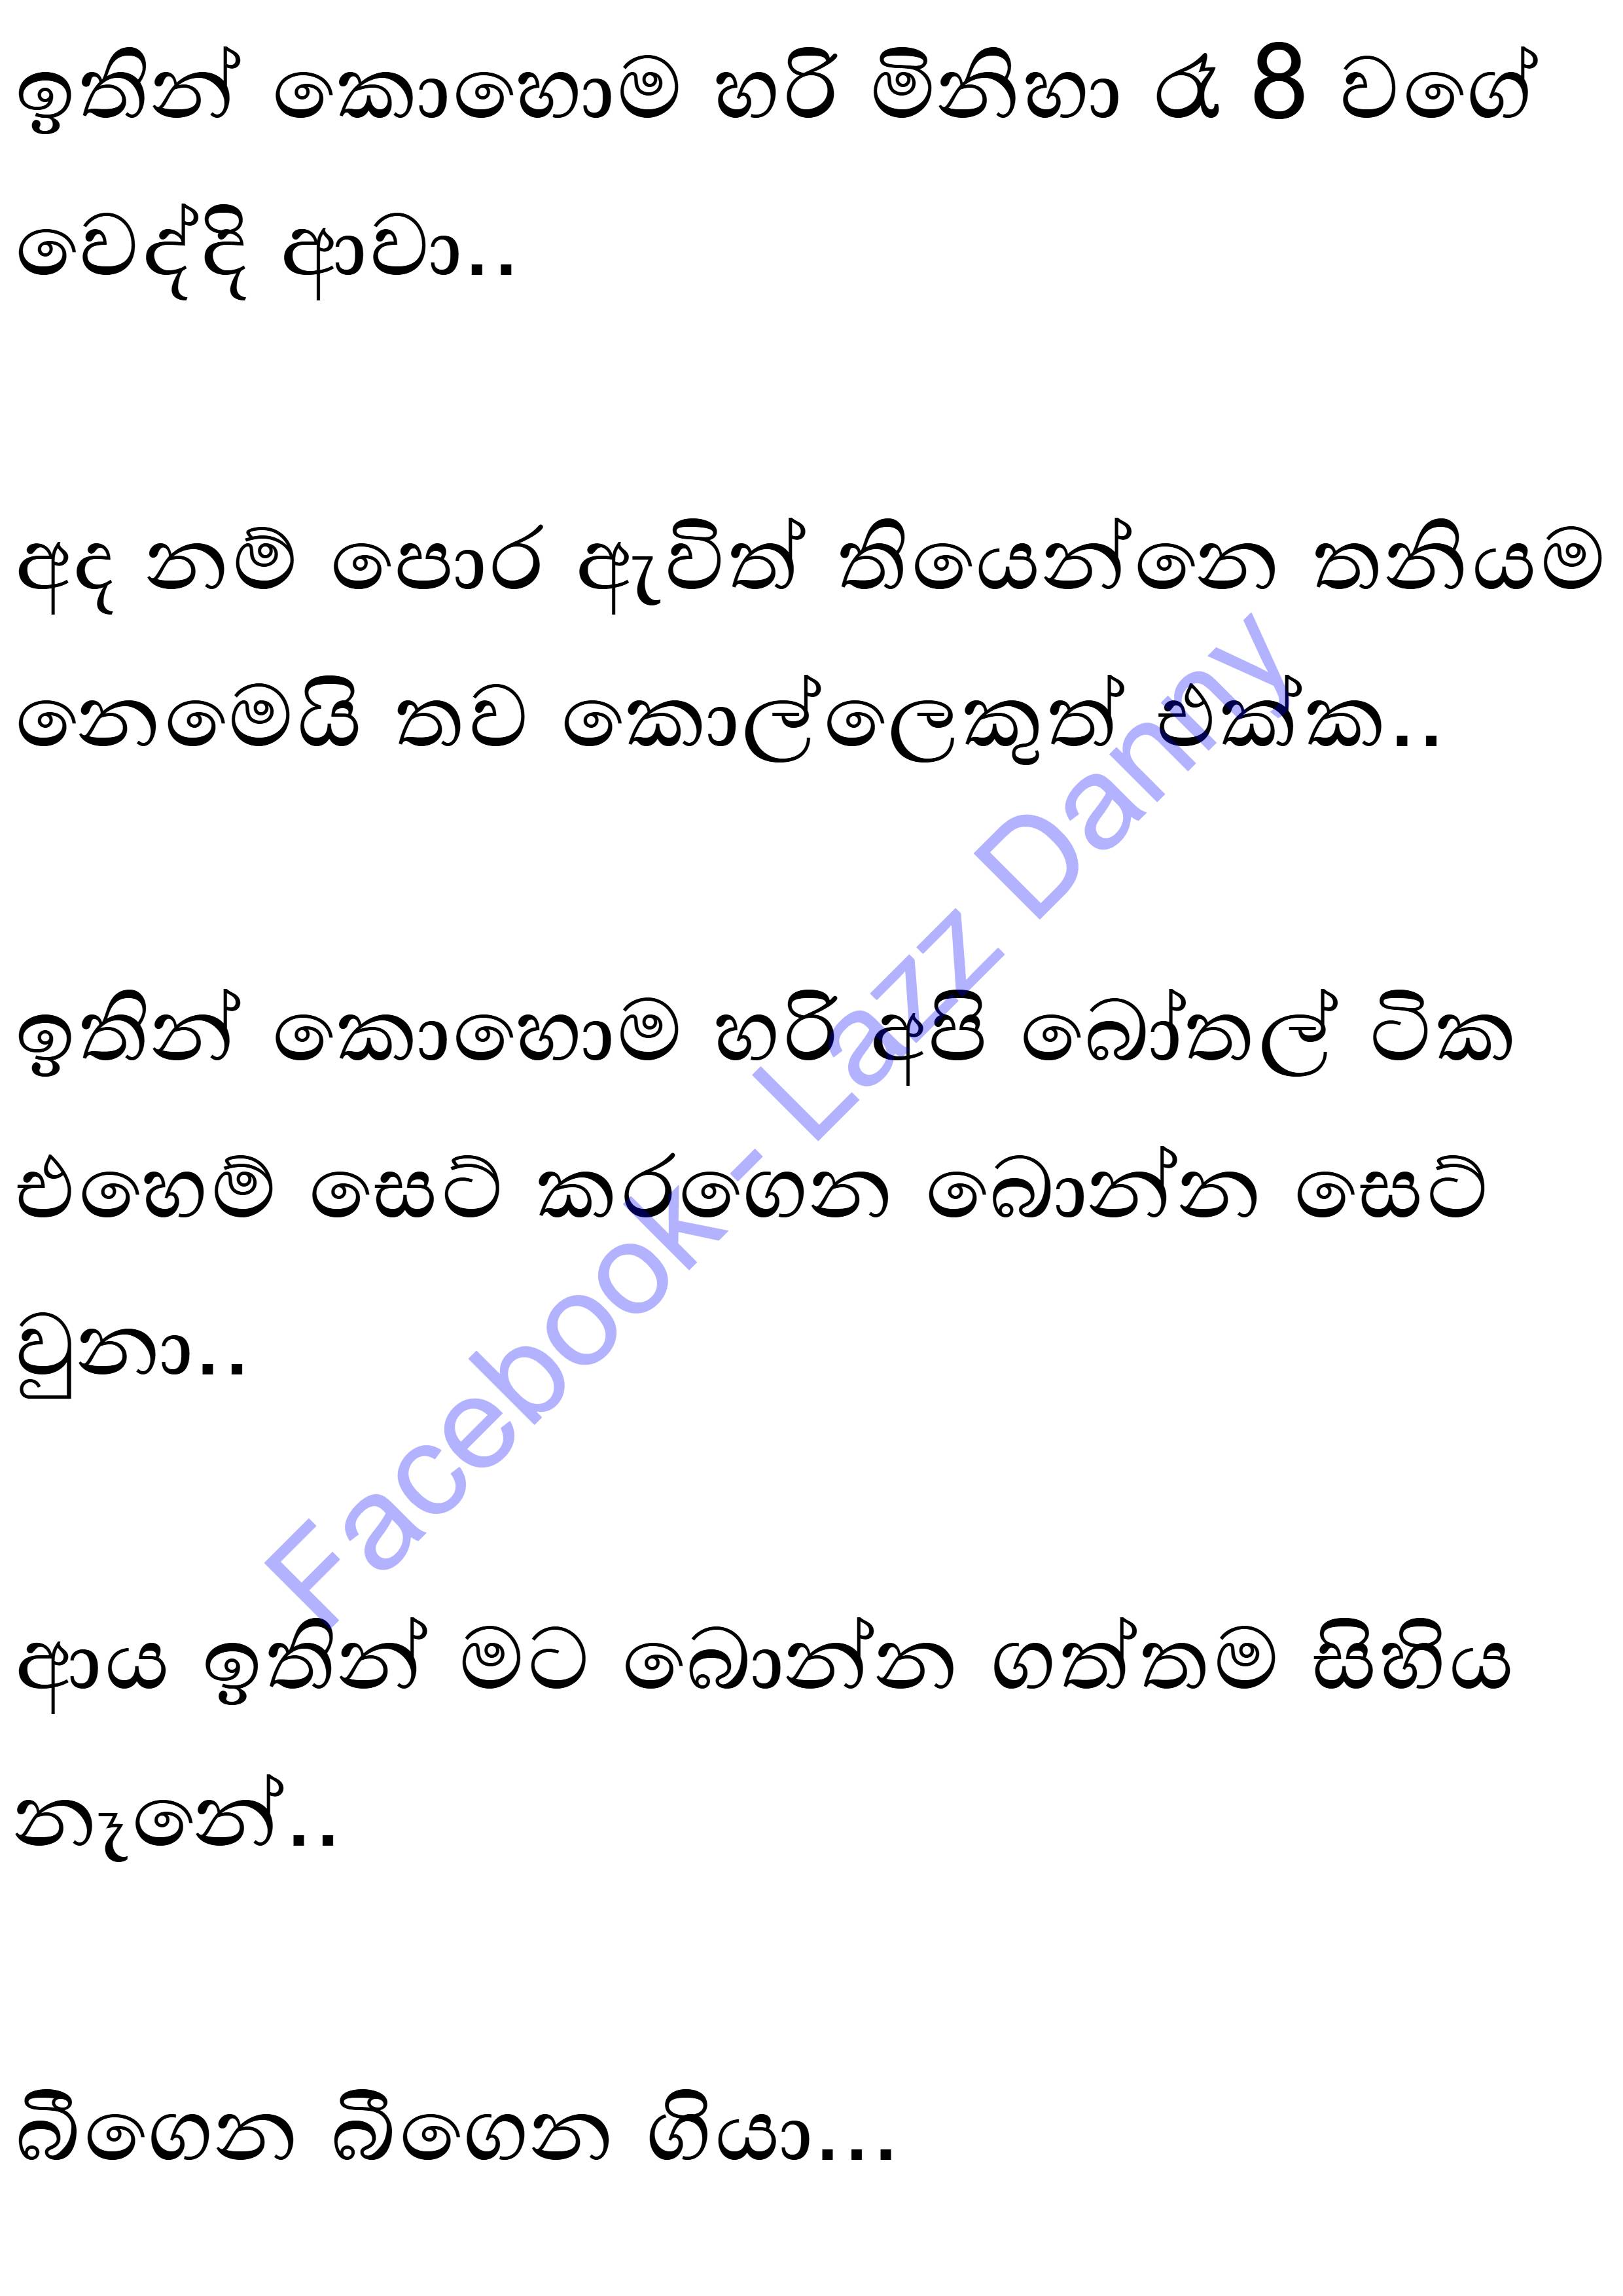 ඉතින් කොහොම හරි මිනිහා රෑ 8 වගේ
වෙද්දි ආවා..
අද නම් පොර ඇවිත් තියෙන්නෙ තනියම
නෙමෙයි තව කොල්ලෙකුත් එක්ක..
ඉතින් කොහොම හරි අපි බෝතල් ටික
එහෙම් සෙට් කරගෙන බොන්න සෙට්
වුනා..
ආය ඉතින් මට බොන්න ගත්තම සිහිය
නෑනේ..
බීගෙන බීගෙන ගියා...
Facebook- Lazz Danny